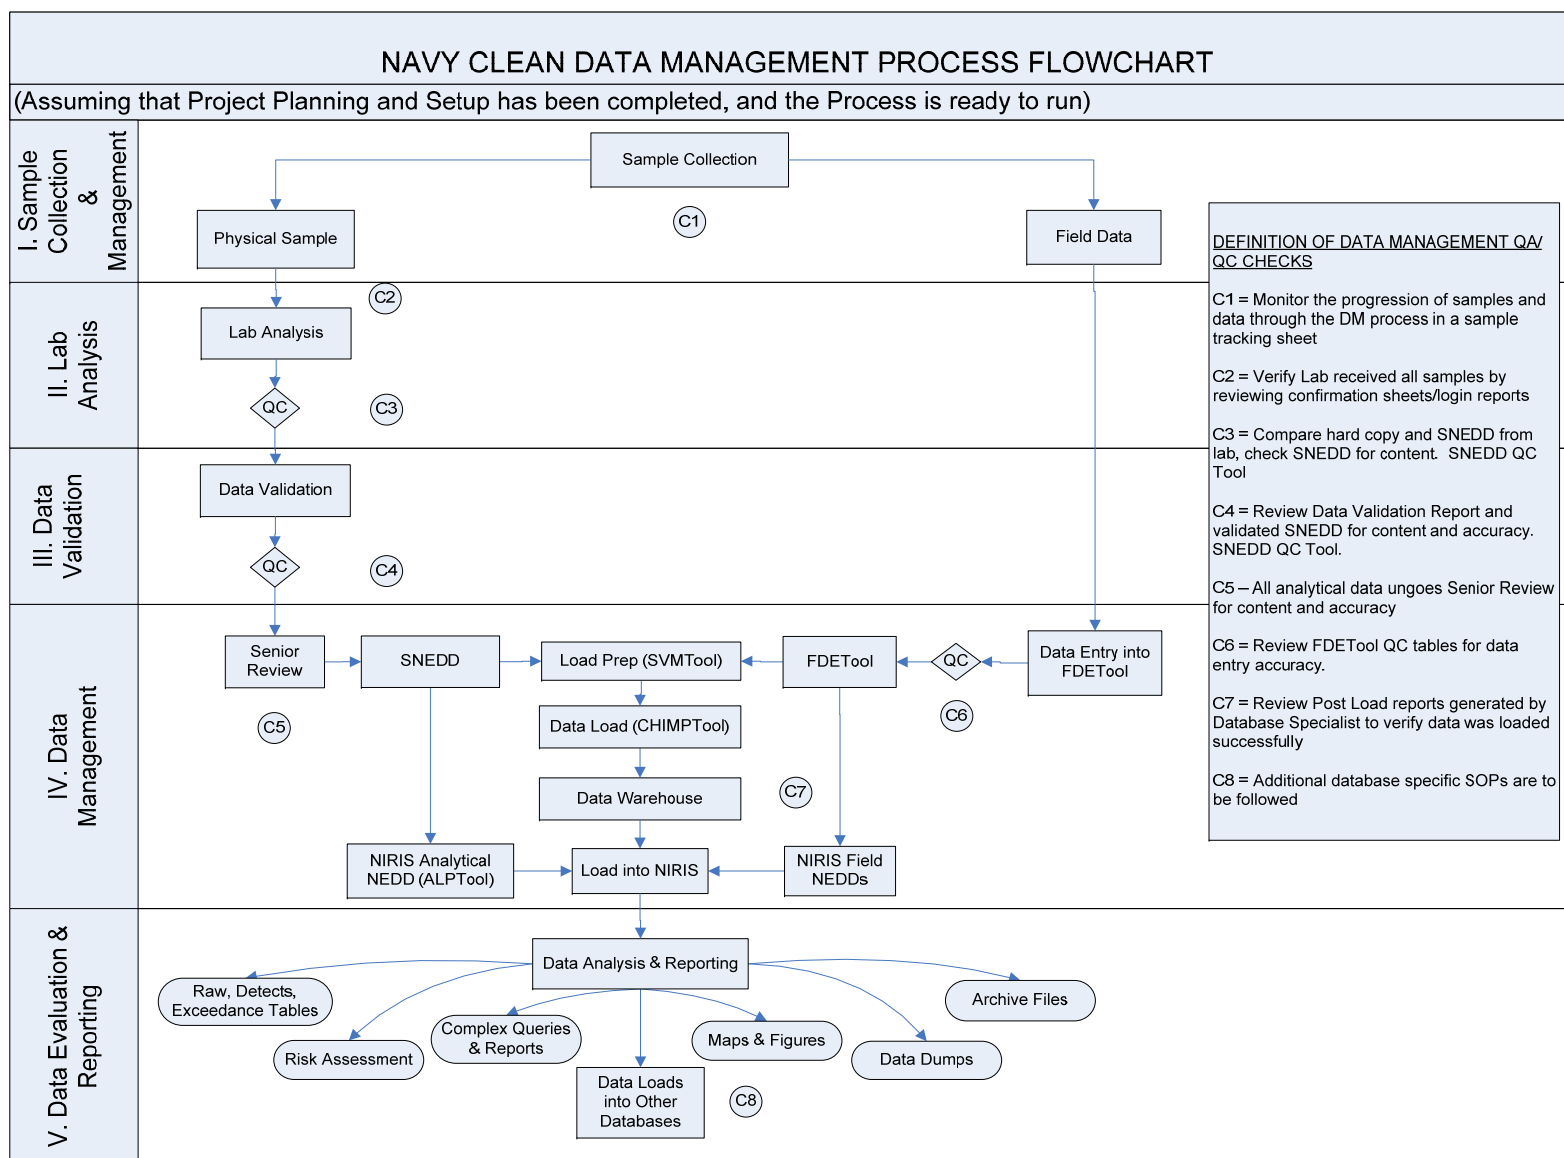 NAVY CLEAN DATA MANAGEMENT PROCESS FLOWCHART
(Assuming that Project Planning and Setup has been completed, and the Process is ready to run)
I. Sample
Collection
&
Management
Sample Collection
Physical Sample
C1
Field Data
II. Lab
Analysis
C2
Lab Analysis
QC
C3
III. Data
Validation
Data Validation
QC
C4
IV. Data
Management
Senior
Review
SNEDD
Load Prep (SVMTool)
FDETool
QC
Data Entry into
FDETool
C5
C6
Data Load (CHIMPTool)
Data Warehouse
C7
NIRIS Analytical
NEDD (ALPTool)
Load into NIRIS
NIRIS Field
NEDDs
V. Data Evaluation &
Reporting
Data Analysis & Reporting
Raw, Detects,
Exceedance Tables
Risk Assessment
Complex Queries
& Reports
Data Loads
into Other
Databases
C8
Maps & Figures
Data Dumps
Archive Files
DEFINITION OF DATA MANAGEMENT QA/
QC CHECKS
C1 = Monitor the progression of samples and
data through the DM process in a sample
tracking sheet
C2 = Verify Lab received all samples by
reviewing confirmation sheets/login reports
C3 = Compare hard copy and SNEDD from
lab, check SNEDD for content. SNEDD QC
Tool
C4 = Review Data Validation Report and
validated SNEDD for content and accuracy.
SNEDD QC Tool.
C5 – All analytical data ungoes Senior Review
for content and accuracy
C6 = Review FDETool QC tables for data
entry accuracy.
C7 = Review Post Load reports generated by
Database Specialist to verify data was loaded
successfully
C8 = Additional database specific SOPs are to
be followed